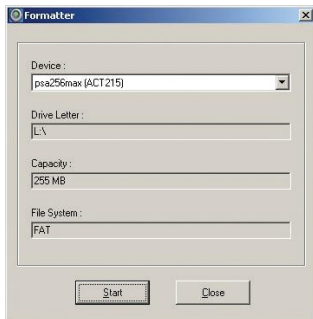 Formatter
Device :
psa256max (ACT215)
Drive Letter :
L:\
Capacity :
255 MB
File System :
FAT
Start
Close